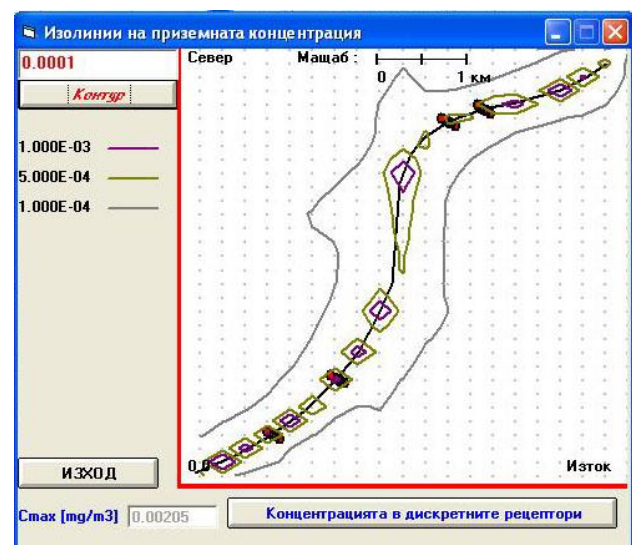 Изолинии на приземната концентрация
0.0001
Контур
1.000E-03
5.000E-04
1.000E-04
Север
Мащаб :
0
1 км
0,0
Изток
ИЗХОД
Cmax [mg/m3]
0.00205
Концентрацията в дискретните рецептори